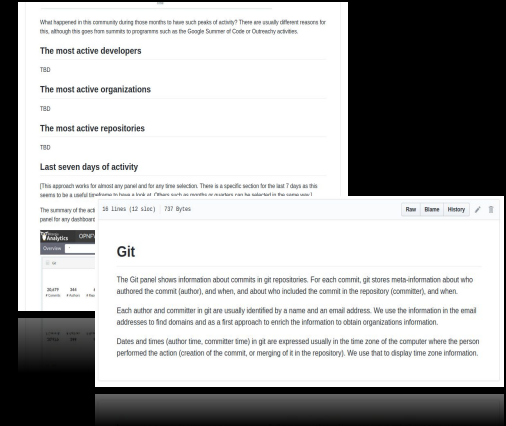 What happened in this community during those months to have such peaks of activity? There are usually different reasons for
this, although this goes from summits to programms such as the Google Summer of Code or Outreachy activities.
The most active developers
TBD
The most active organizations
TBD
The most active repositories
TBD
Last seven days of activity
[This approach works for almost any panel and for any time selection. There is a specific section for the last 7 days as this
seems to be a useful timeframe to have a look at. Others such as months or quarters can be selected in the same way.]
The summary of the acti
panel for any dashboard
Analytics OPNF
Overview
20,479 244
# Commits # Authors # Rep
16 lines (12 sloc) 737 Bytes
Raw Blame History
Git
The Git panel shows information about commits in git repositories. For each commit, git stores meta-information about who
authored the commit (author), and when, and about who included the commit in the repository (committer), and when.
Each author and committer in git are usually identified by a name and an email address. We use the information in the email
addresses to find domains and as a first approach to enrich the information to obtain organizations information.
Dates and times (author time, committer time) in git are expressed usually in the time zone of the computer where the person
performed the action (creation of the commit, or merging of it in the repository). We use that to display time zone information.